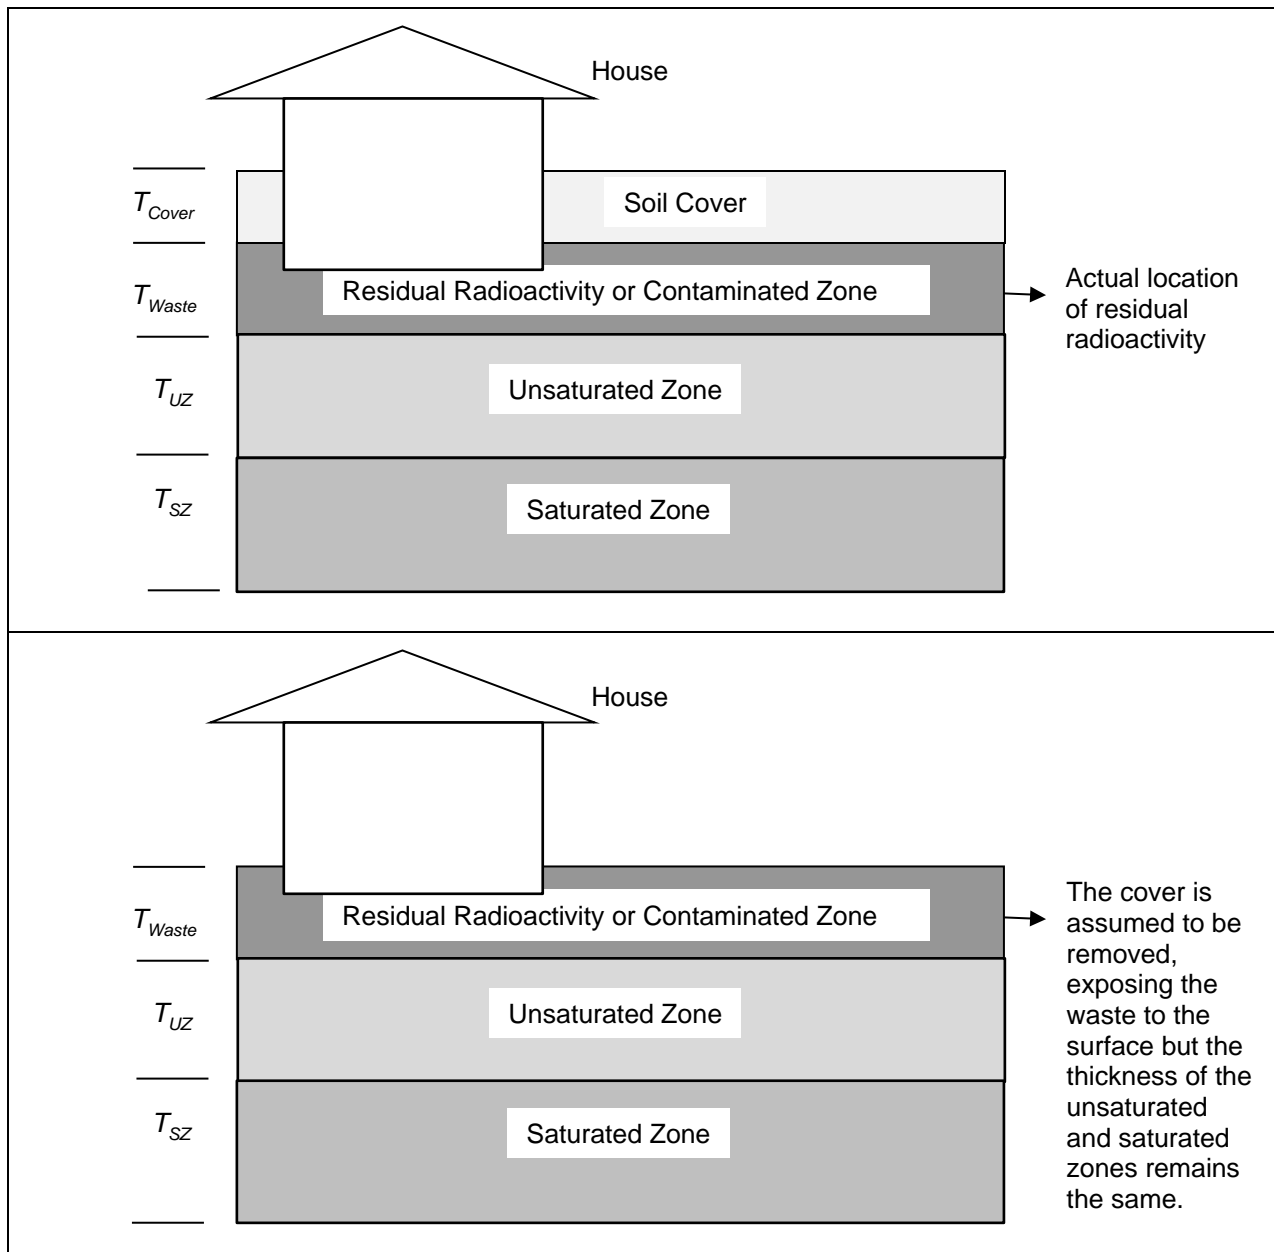 House
T_Cover
Soil Cover
T_Waste
Residual Radioactivity or Contaminated Zone
Actual location
of residual
radioactivity
T_UZ
Unsaturated Zone
T_SZ
Saturated Zone
House
T_Waste
Residual Radioactivity or Contaminated Zone
The cover is
assumed to be
removed,
exposing the
waste to the
surface but the
thickness of the
unsaturated
and saturated
zones remains
the same.
T_UZ
Unsaturated Zone
T_SZ
Saturated Zone